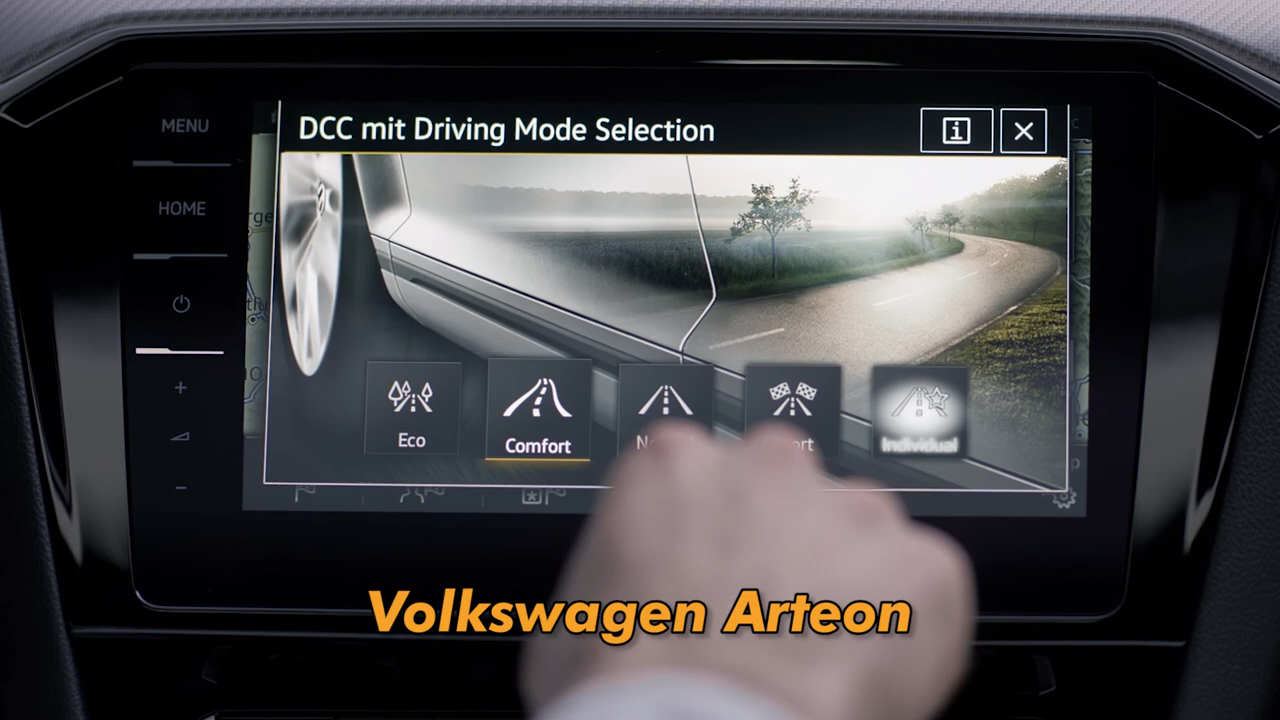 DCC mit Driving Mode Selection
MENU
HOME
Eco
Comfort
Individual
Volkswagen Arteon